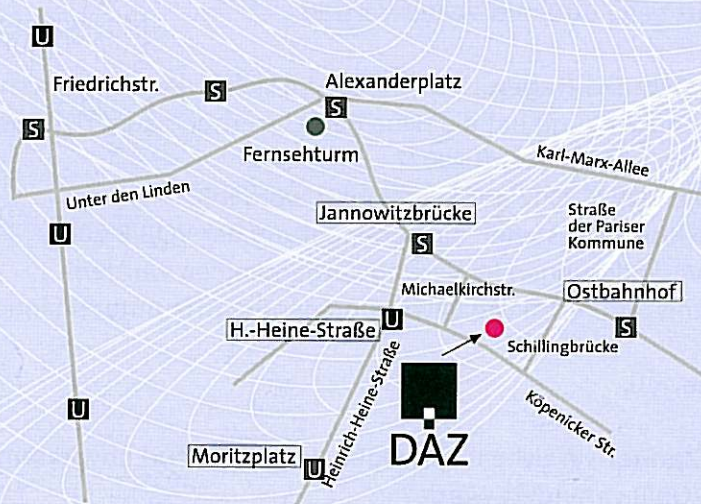 U
Friedrichstr.
S
Alexanderplatz
S
S
Fernsehturm
Karl-Marx-Allee
Unter den Linden
Jannowitzbrücke
Straße
der Pariser
Kommune
U
S
Michaelkirchstr.
Ostbahnhof
H.-Heine-Straße
U
S
Schillingbrücke
Heinrich-Heine-Straße
U
Köpenicker Str.
DAZ
Moritzplatz
U